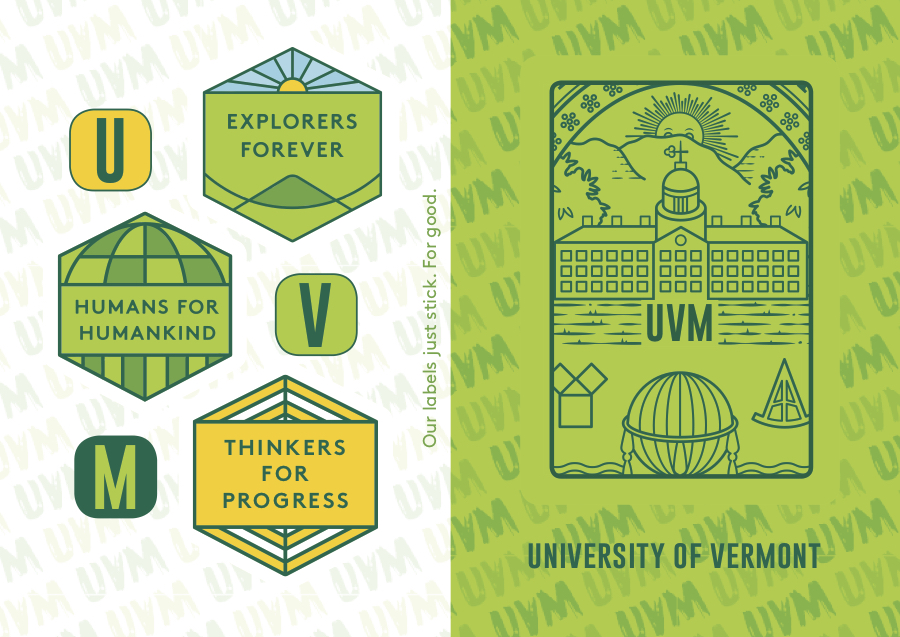 U
EXPLORERS
FOREVER
HUMANS FOR
HUMANKIND
V
THINKERS
FOR
PROGRESS
M
Our labels just stick. For good.
UVM
UNIVERSITY OF VERMONT